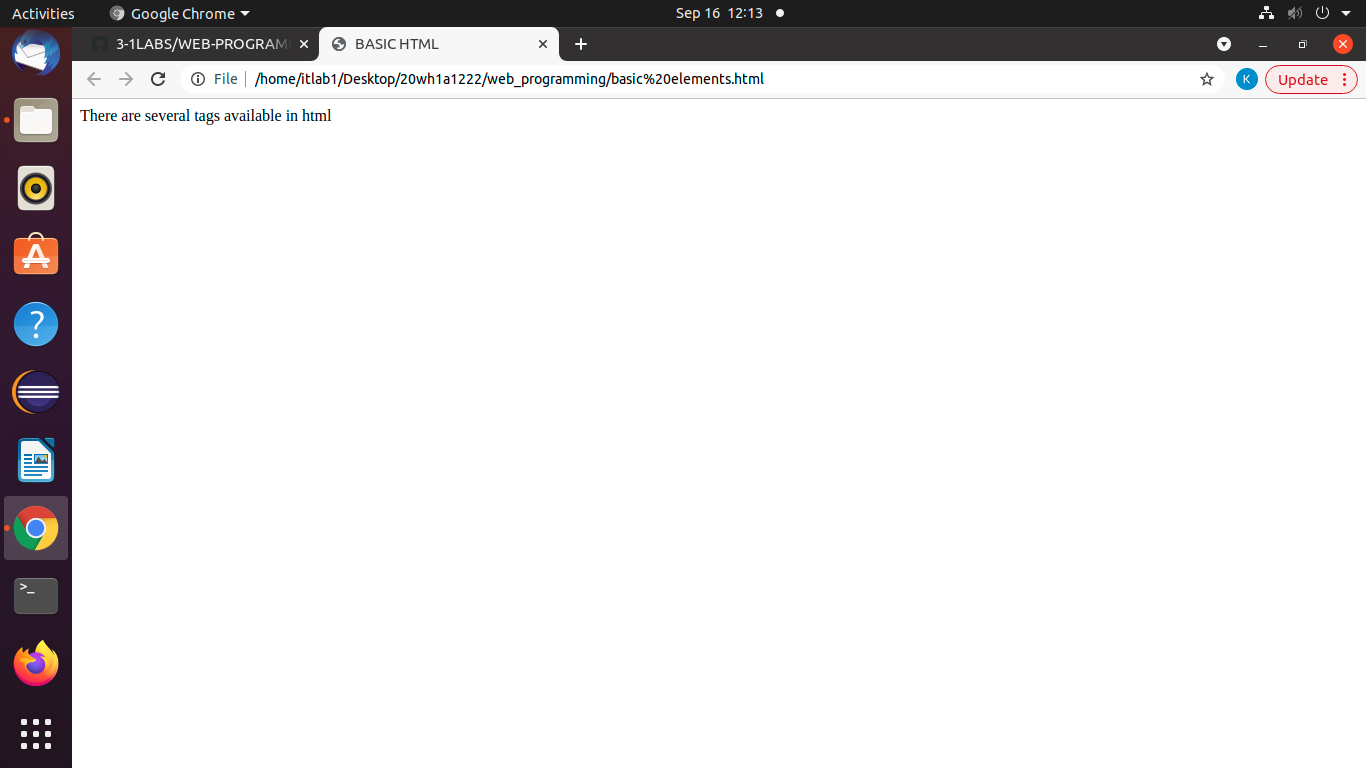 Activities
Google Chrome
Sep 16 12:13
3-1LABS/WEB-PROGRAM
BASIC HTML
File
/home/itlab1/Desktop/20wh1a1222/web_programming/basic%20elements.html
K
Update
There are several tags available in html
?
>_